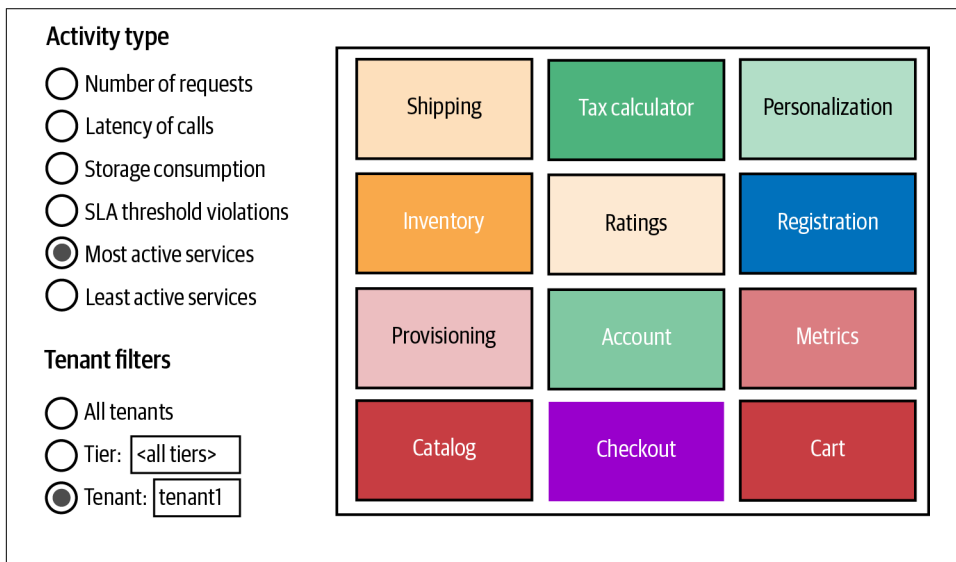 Activity type
Number of requests
Latency of calls
Storage consumption
SLA threshold violations
Most active services
Least active services
Tenant filters
All tenants
Tier: <all tiers>
Tenant: tenant1
Shipping
Tax calculator
Personalization
Inventory
Ratings
Registration
Provisioning
Account
Metrics
Catalog
Checkout
Cart